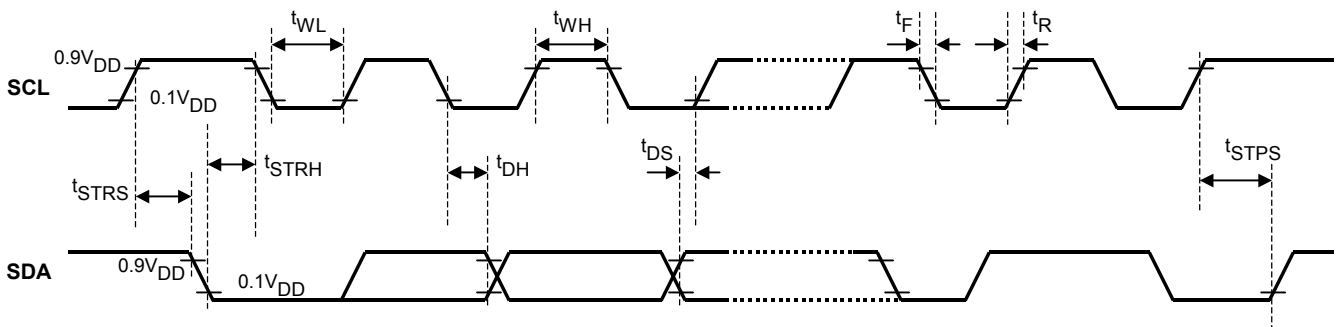 tWL
tWH
tF
tR
0.9VDD
SCL
0.1VDD
tSTRH
tDH
tDS
tSTPS
tSTRS
SDA
0.9VDD
0.1VDD